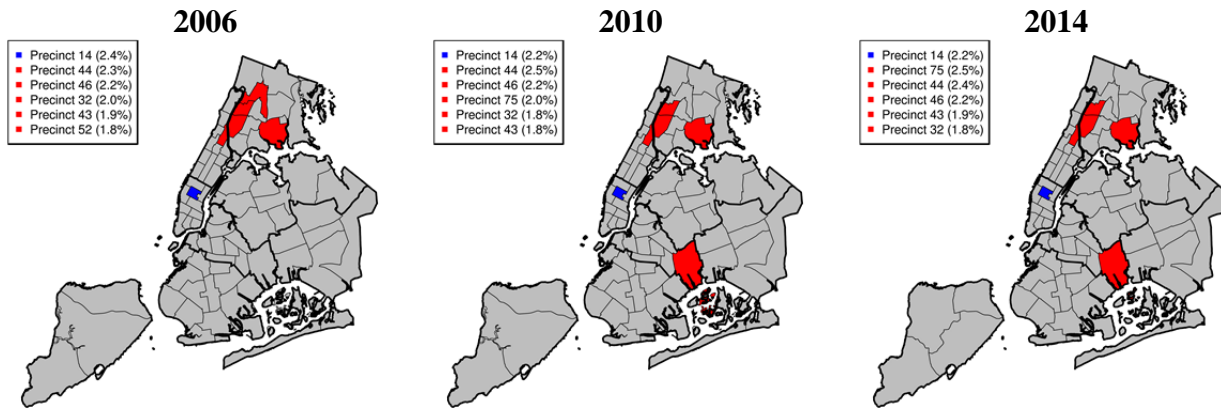 2006
Precinct 14 (2.4%)
Precinct 44 (2.3%)
Precinct 46 (2.2%)
Precinct 32 (2.0%)
Precinct 43 (1.9%)
Precinct 52 (1.8%)
2010
Precinct 14 (2.2%)
Precinct 44 (2.5%)
Precinct 46 (2.2%)
Precinct 75 (2.0%)
Precinct 32 (1.8%)
Precinct 43 (1.8%)
2014
Precinct 14 (2.2%)
Precinct 75 (2.5%)
Precinct 44 (2.4%)
Precinct 46 (2.2%)
Precinct 43 (1.9%)
Precinct 32 (1.8%)